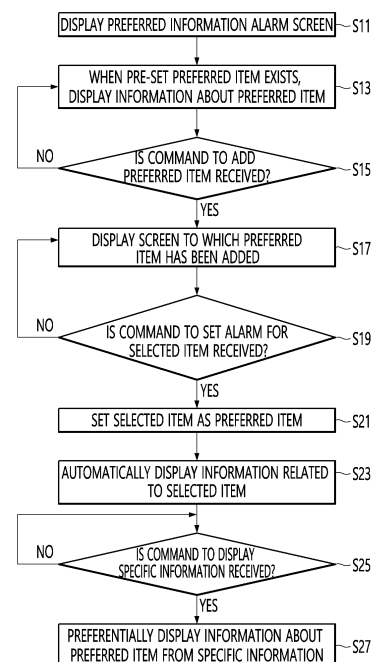 DISPLAY PREFERRED INFORMATION ALARM SCREEN S11
WHEN PRE-SET PREFERRED ITEM EXISTS,
DISPLAY INFORMATION ABOUT PREFERRED ITEM S13
IS COMMAND TO ADD
PREFERRED ITEM RECEIVED? S15
NO
YES
DISPLAY SCREEN TO WHICH PREFERRED
ITEM HAS BEEN ADDED S17
IS COMMAND TO SET ALARM FOR
SELECTED ITEM RECEIVED? S19
NO
YES
SET SELECTED ITEM AS PREFERRED ITEM S21
AUTOMATICALLY DISPLAY INFORMATION RELATED
TO SELECTED ITEM S23
IS COMMAND TO DISPLAY
SPECIFIC INFORMATION RECEIVED? S25
NO
YES
PREFERENTIALLY DISPLAY INFORMATION ABOUT
PREFERRED ITEM FROM SPECIFIC INFORMATION S27